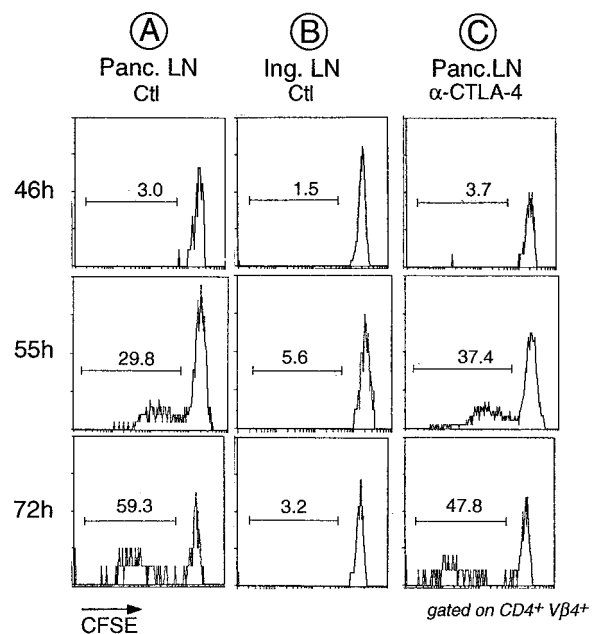 A B C
Panc. LN Ing. LN Panc.LN
Ctl Ctl α-CTLA-4
46h 3.0 1.5 3.7
55h 29.8 5.6 37.4
72h 59.3 3.2 47.8
CFSE
gated on CD4⁺ Vβ4⁺